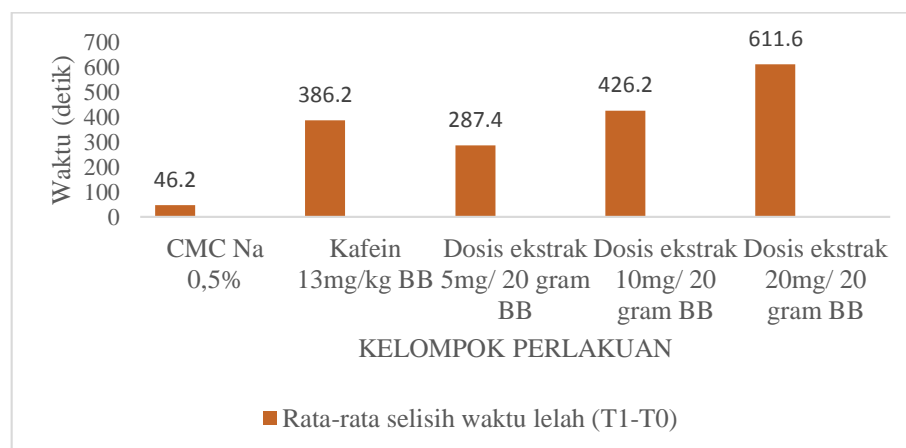 Waktu (detik)
700
600
500
400
300
200
100
0
46.2
386.2
287.4
426.2
611.6
CMC Na
0,5%
Kafein
13mg/kg BB
Dosis ekstrak
5mg/ 20 gram
BB
Dosis ekstrak
10mg/ 20
gram BB
Dosis ekstrak
20mg/ 20
gram BB
KELOMPOK PERLAKUAN
Rata-rata selisih waktu lelah (T1-T0)